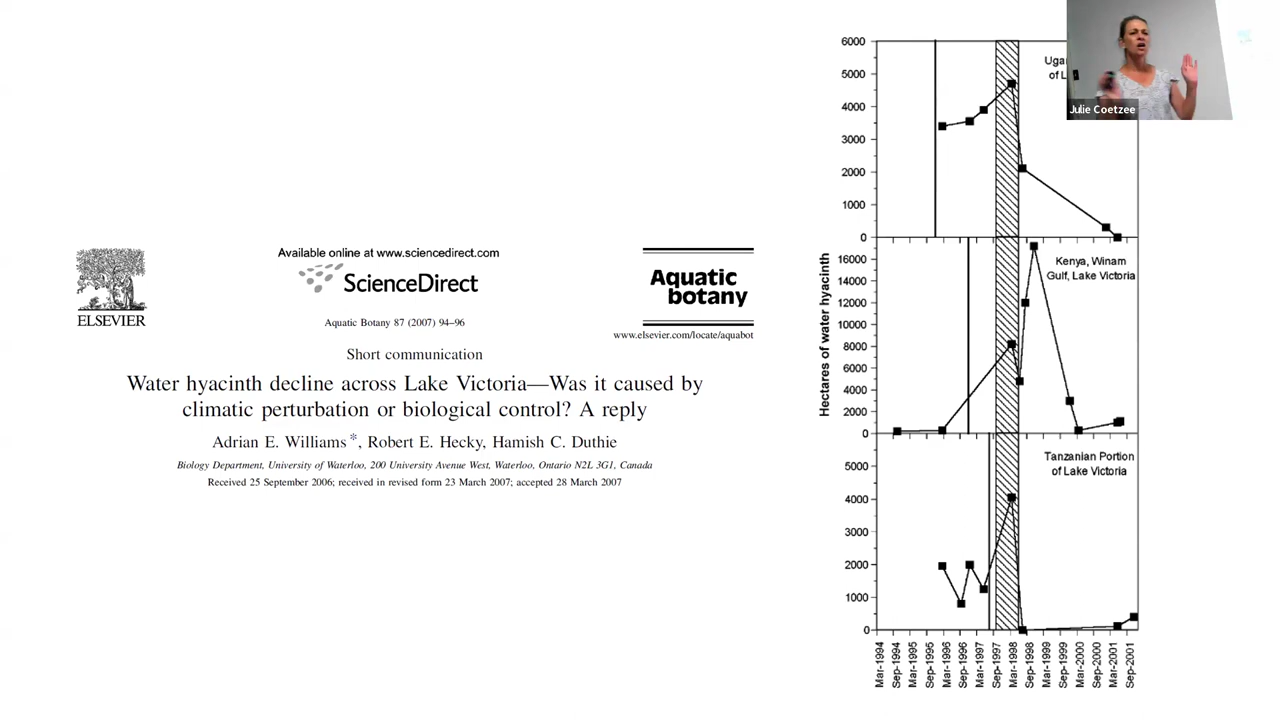 ELSEVIER
Available online at www.sciencedirect.com
ScienceDirect
Aquatic Botany 87 (2007) 94–96
Aquatic
botany
www.elsevier.com/locate/aquabot
Short communication
Water hyacinth decline across Lake Victoria—Was it caused by
climatic perturbation or biological control? A reply
Adrian E. Williams *, Robert E. Hecky, Hamish C. Duthie
Biology Department, University of Waterloo, 200 University Avenue West, Waterloo, Ontario N2L 3G1, Canada
Received 25 September 2006; received in revised form 23 March 2007; accepted 28 March 2007
Julie Coetzee
Hectares of water hyacinth
6000
5000
4000
3000
2000
1000
0
Kenya, Winam
Gulf, Lake Victoria
16000
14000
12000
10000
8000
6000
4000
2000
0
Tanzanian Portion
of Lake Victoria
5000
4000
3000
2000
1000
0
Mar-1994
Sep-1994
Mar-1995
Sep-1995
Mar-1996
Sep-1996
Mar-1997
Sep-1997
Mar-1998
Sep-1998
Mar-1999
Sep-1999
Mar-2000
Sep-2000
Mar-2001
Sep-2001